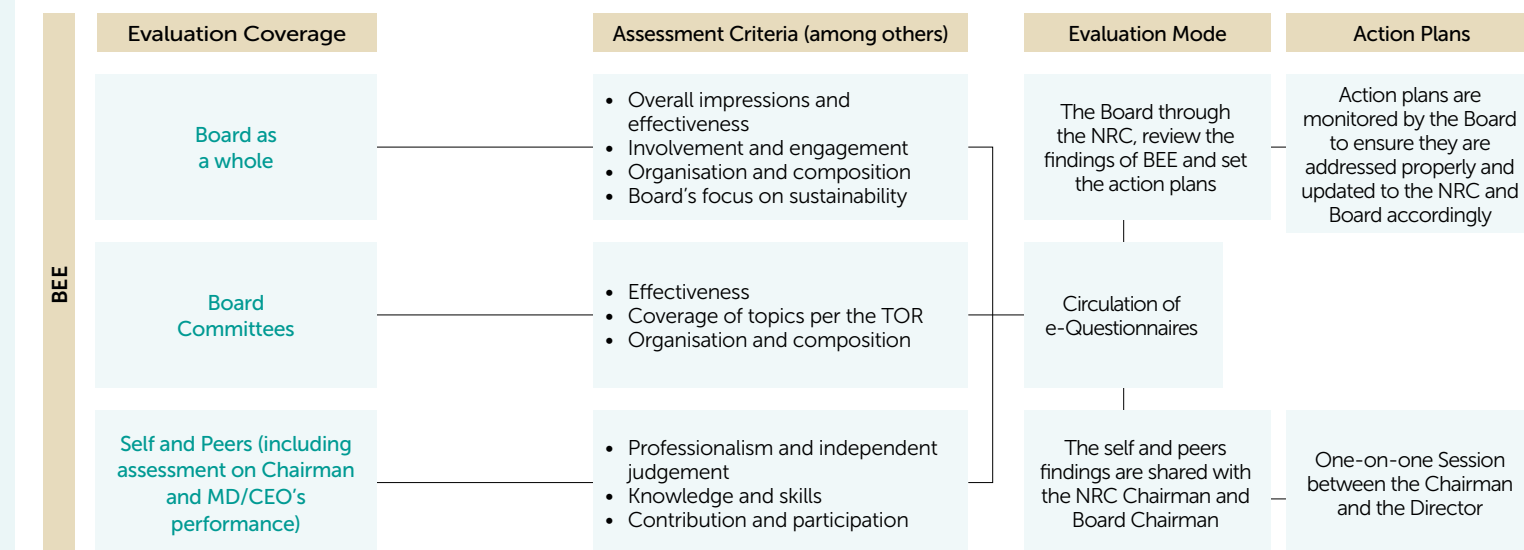 Evaluation Coverage
Assessment Criteria (among others)
Evaluation Mode
Action Plans
BEE
Board as
a whole
• Overall impressions and
effectiveness
• Involvement and engagement
• Organisation and composition
• Board's focus on sustainability
The Board through
the NRC, review the
findings of BEE and set
the action plans
Action plans are
monitored by the Board
to ensure they are
addressed properly and
updated to the NRC and
Board accordingly
Board
Committees
• Effectiveness
• Coverage of topics per the TOR
• Organisation and composition
Circulation of
e-Questionnaires
Self and Peers (including
assessment on Chairman
and MD/CEO's
performance)
• Professionalism and independent
judgement
• Knowledge and skills
• Contribution and participation
The self and peers
findings are shared with
the NRC Chairman and
Board Chairman
One-on-one Session
between the Chairman
and the Director